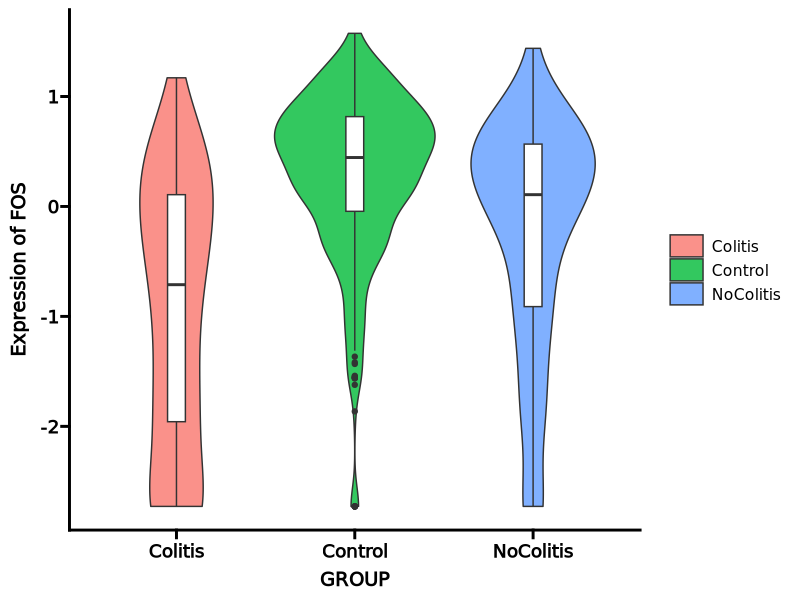 Expression of FOS
1
0
-1
-2
Colitis
Control
NoColitis
GROUP
Colitis
Control
NoColitis